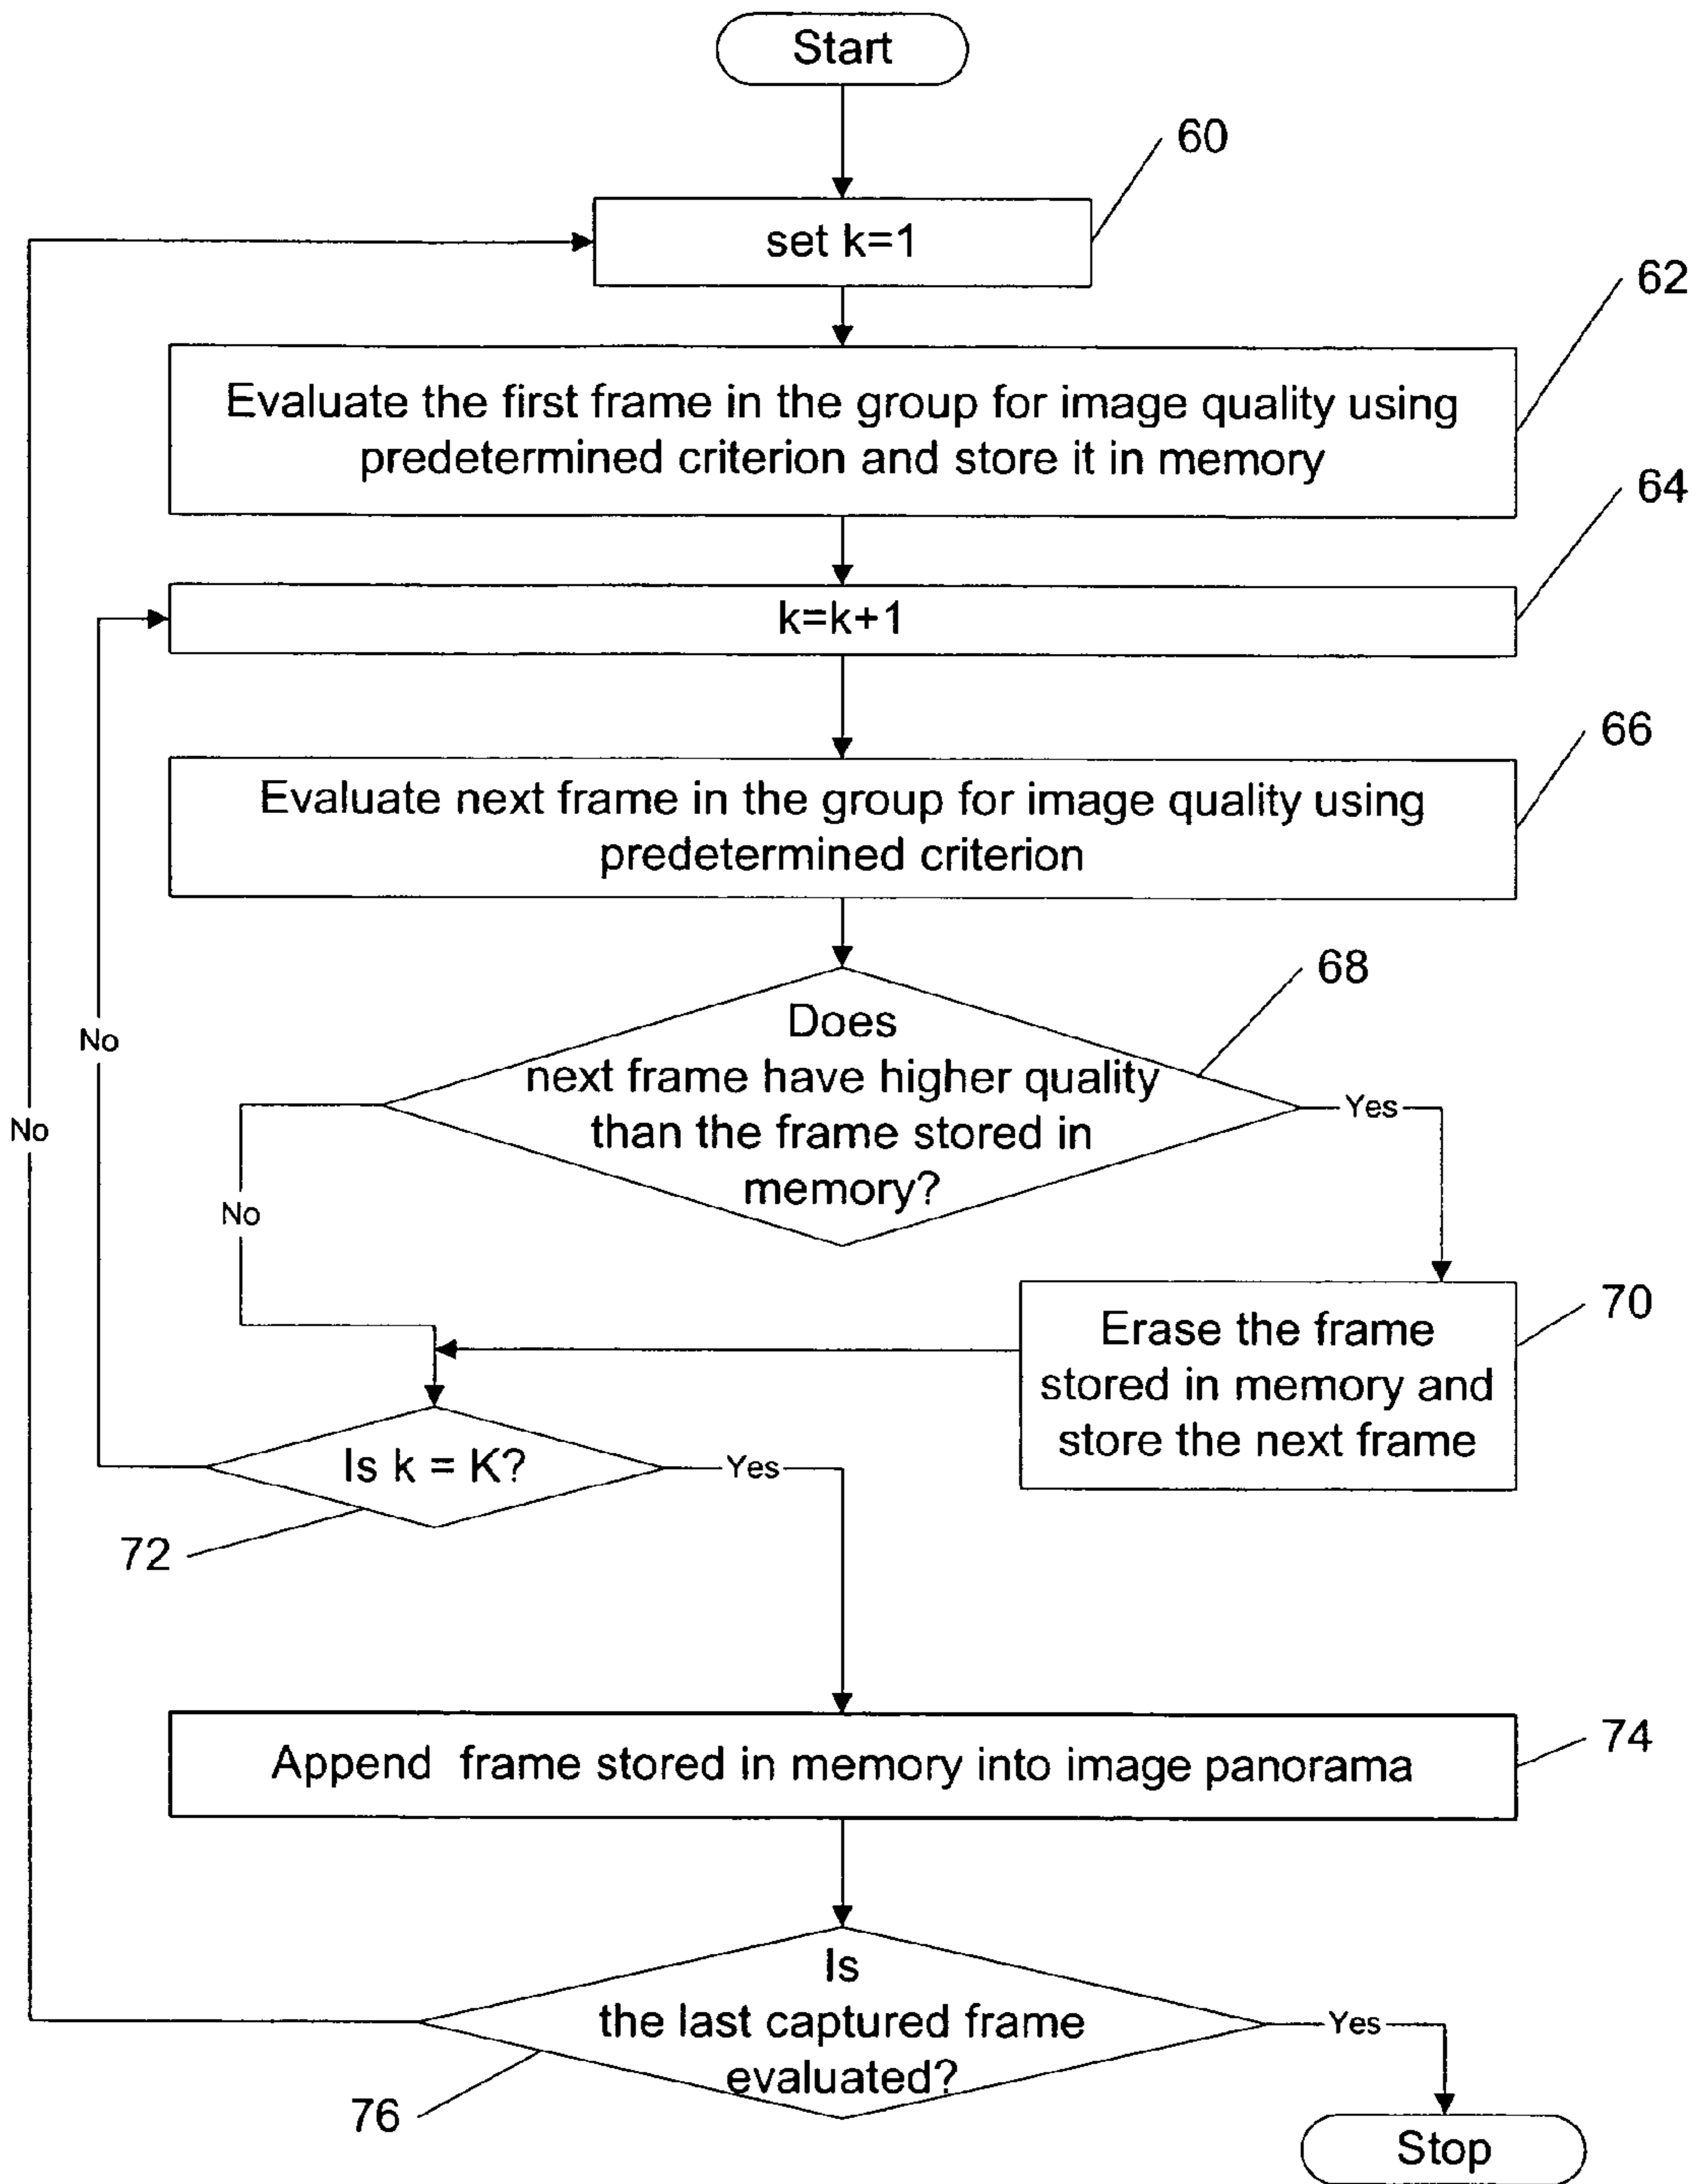 Start
60
set k=1
62
Evaluate the first frame in the group for image quality using
predetermined criterion and store it in memory
64
k=k+1
66
Evaluate next frame in the group for image quality using
predetermined criterion
68
Does
next frame have higher quality
than the frame stored in
memory?
Yes
No
No
No
70
Erase the frame
stored in memory and
store the next frame
Is k = K?
Yes
72
74
Append frame stored in memory into image panorama
Is
the last captured frame
evaluated?
Yes
76
Stop